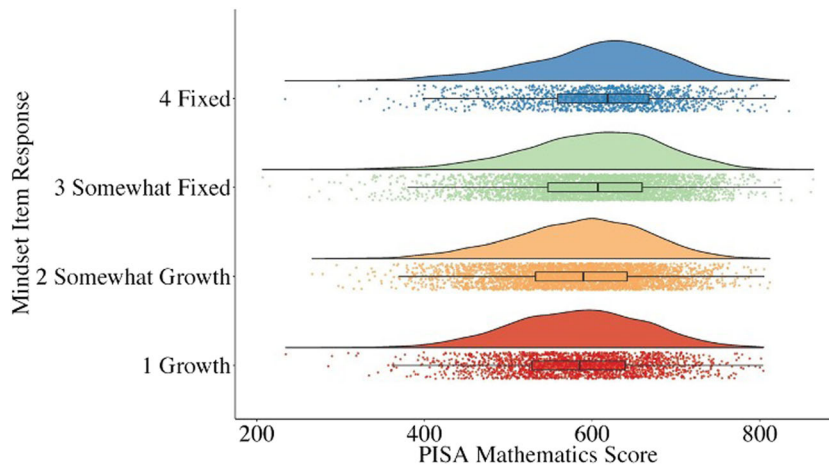 Mindset Item Response
4 Fixed
3 Somewhat Fixed
2 Somewhat Growth
1 Growth
200 400 600 800
PISA Mathematics Score